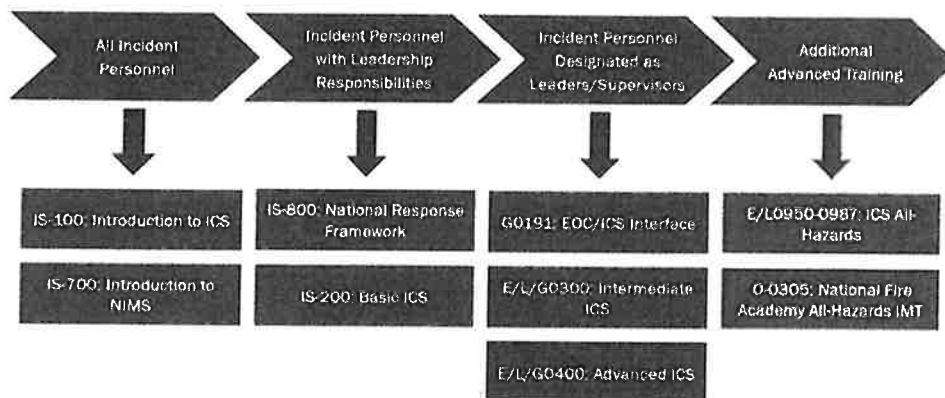 All Incident
Personnel
Incident Personnel
with Leadership
Responsibilities
Incident Personnel
Designated as
Leaders/Supervisors
Additional
Advanced Training
IS-100: Introduction to ICS
IS-700: Introduction to
NIMS
IS-800: National Response
Framework
IS-200: Basic ICS
G0191: EOC/ICS Interface
E/L/G0300: Intermediate
ICS
E/L/G0400: Advanced ICS
E/L0950-0987: ICS All-
Hazards
O-0305: National Fire
Academy All-Hazards IMT